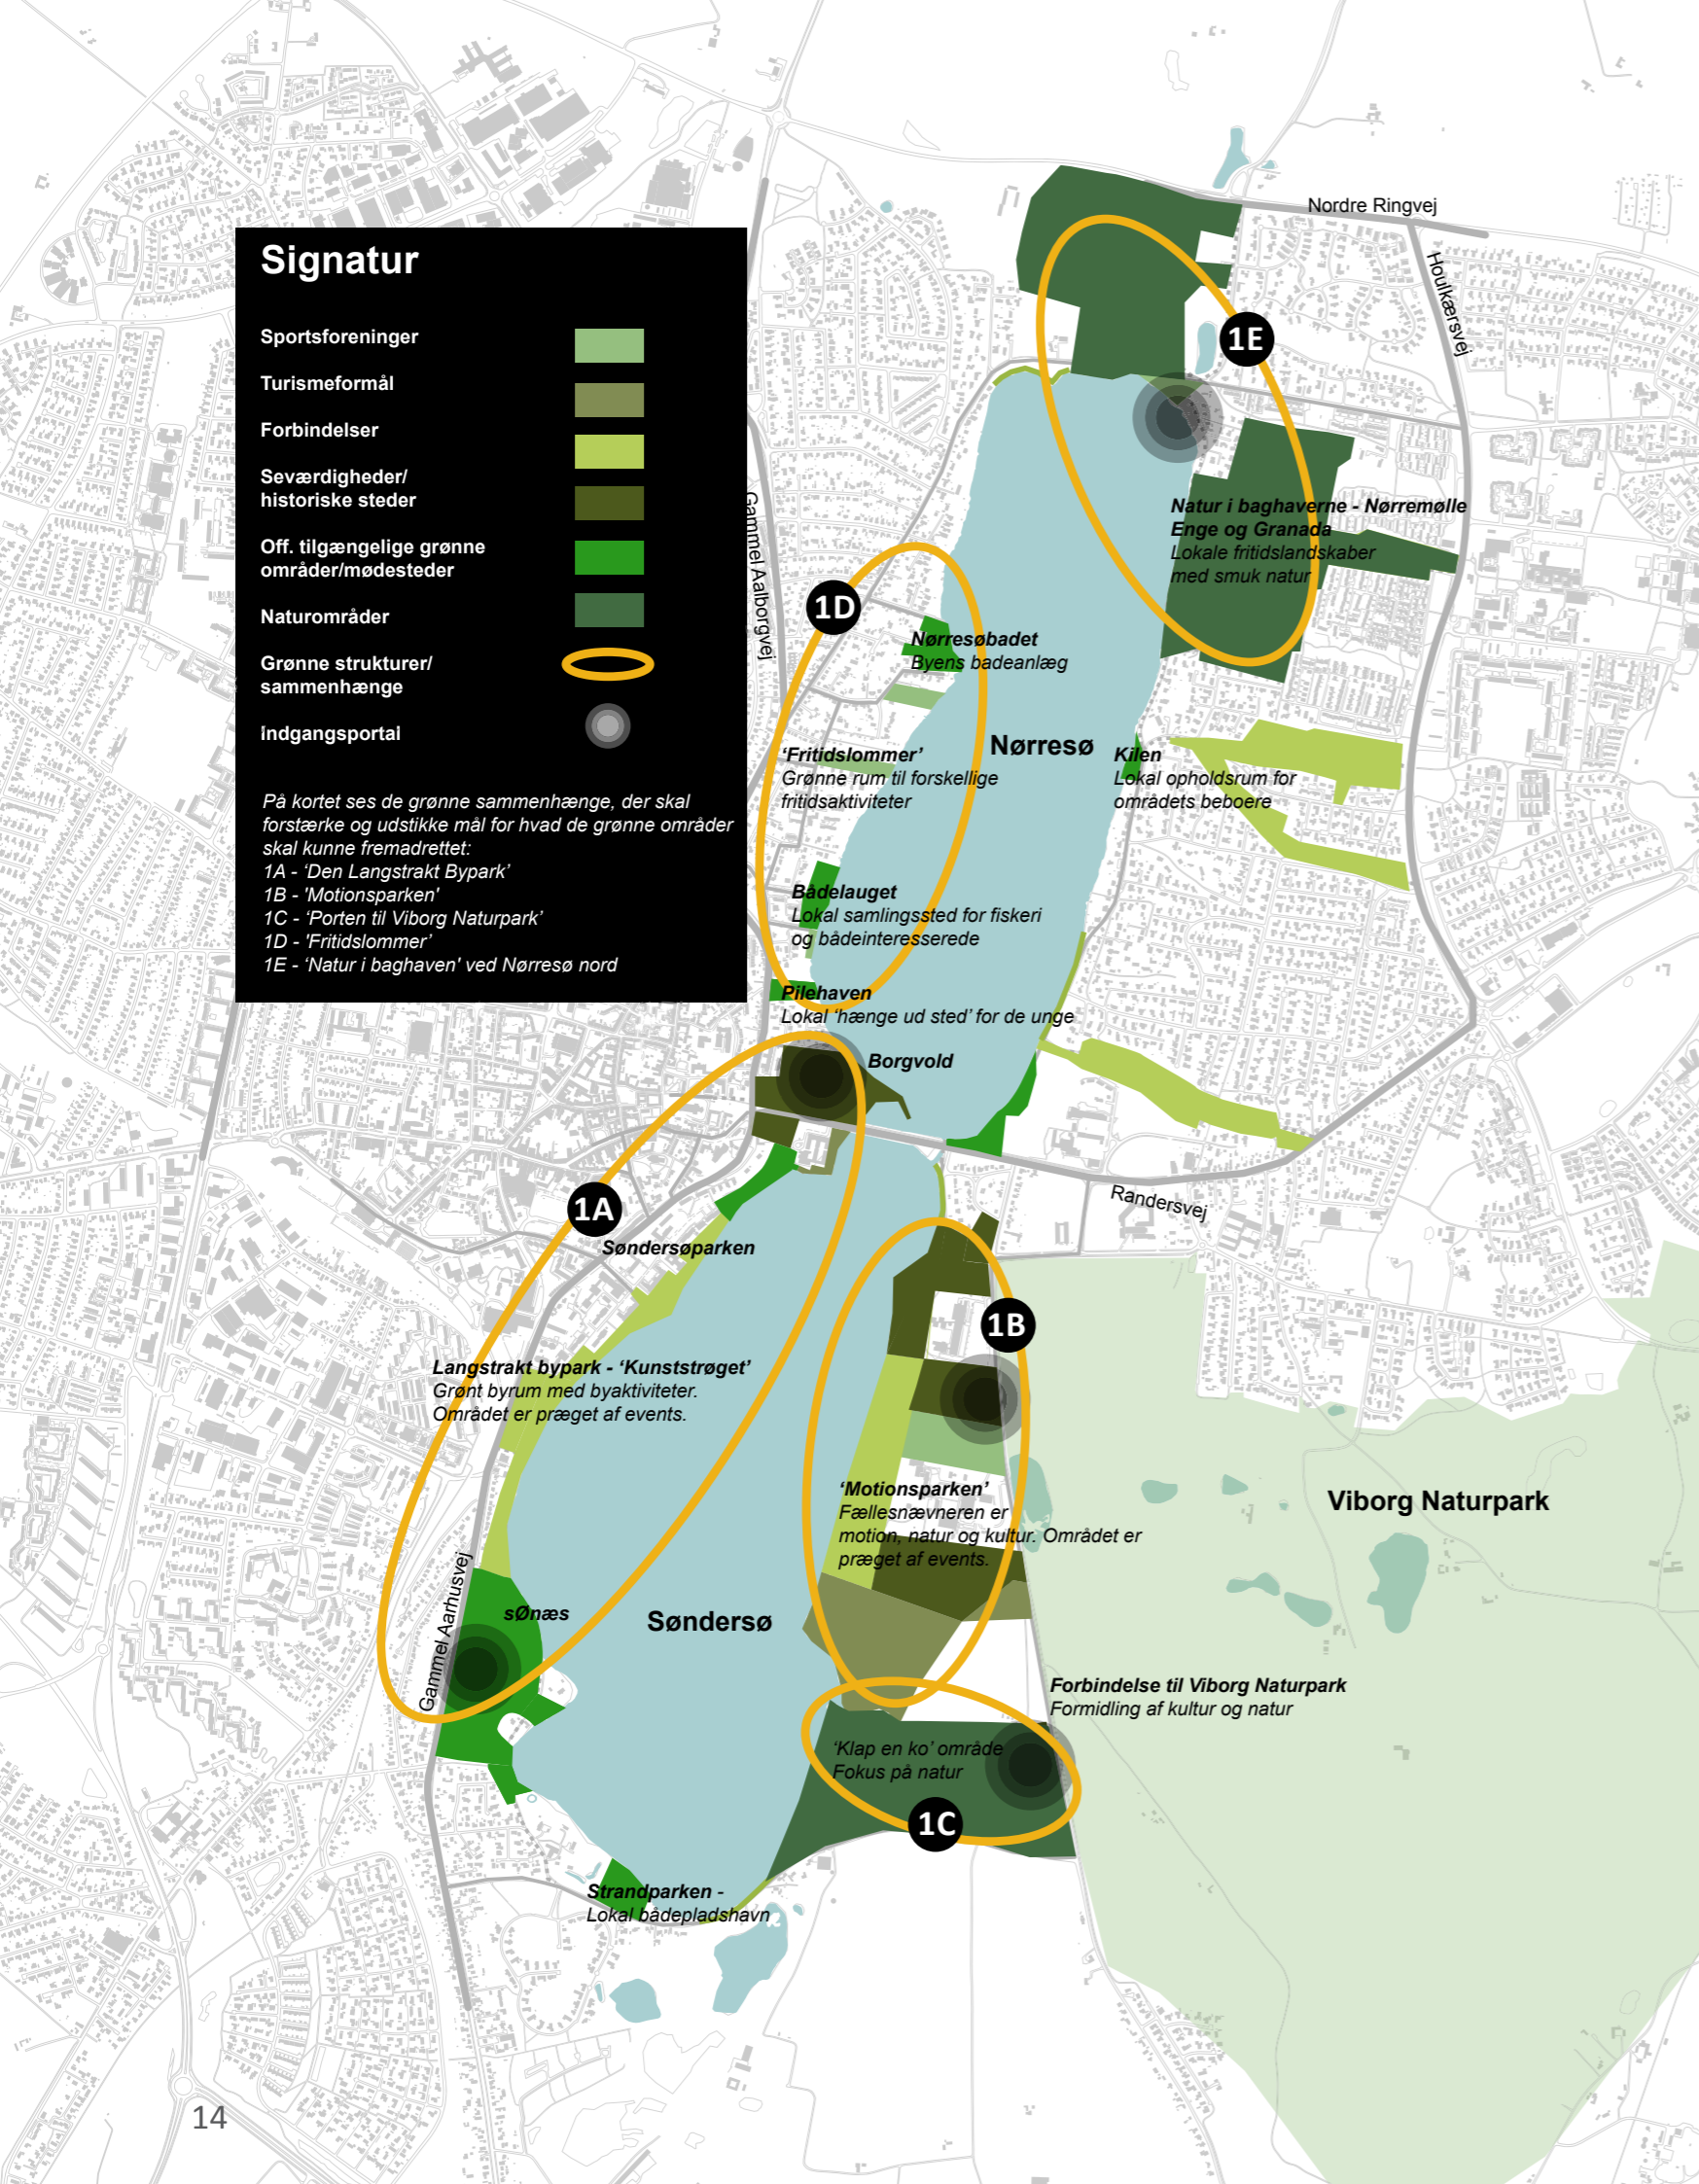 Signatur
Sportsforeninger
Turismeformål
Forbindelser
Seværdigheder/
historiske steder
Off. tilgængelige grønne
områder/mødesteder
Naturområder
Grønne strukturer/
sammenhænge
Indgangsportal
På kortet ses de grønne sammenhænge, der skal
forstærke og udstikke mål for hvad de grønne områder
skal kunne fremadrettet:
1A - ‘Den Langstrakt Bypark’
1B - 'Motionsparken'
1C - ‘Porten til Viborg Naturpark’
1D - 'Fritidslommer’
1E - ‘Natur i baghaven' ved Nørresø nord
Nordre Ringvej
Houlkærsvej
1E
Gammel Aalborgvej
Natur i baghaverne - Nørremølle
Enge og Granada
Lokale fritidslandskaber
med smuk natur
1D
Nørresøbadet
Byens badeanlæg
Nørresø
‘Fritidslommer’
Grønne rum til forskellige
fritidsaktiviteter
Kilen
Lokal opholdsrum for
områdets beboere
Bådelauget
Lokal samlingssted for fiskeri
og bådeinteresserede
Pilehaven
Lokal ‘hænge ud sted’ for de unge
Borgvold
Randersvej
1A
Søndersøparken
1B
Langstrakt bypark - ‘Kunststrøget’
Grønt byrum med byaktiviteter.
Området er præget af events.
‘Motionsparken’
Fællesnævneren er
motion, natur og kultur. Området er
præget af events.
Viborg Naturpark
Gammel Aarhusvej
sØnæs
Søndersø
Forbindelse til Viborg Naturpark
Formidling af kultur og natur
‘Klap en ko’ område
Fokus på natur
1C
Strandparken -
Lokal bådepladshavn
14